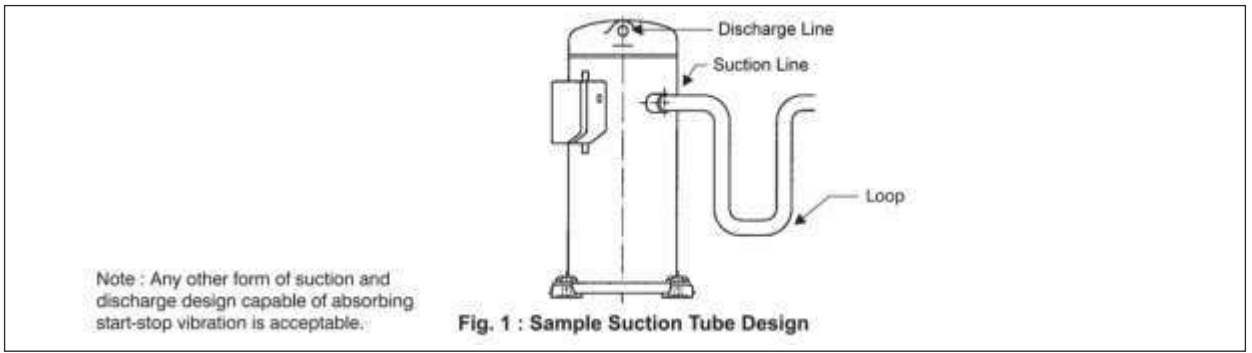 Discharge Line
Suction Line
Loop
Note : Any other form of suction and
discharge design capable of absorbing
start-stop vibration is acceptable.
Fig. 1 : Sample Suction Tube Design